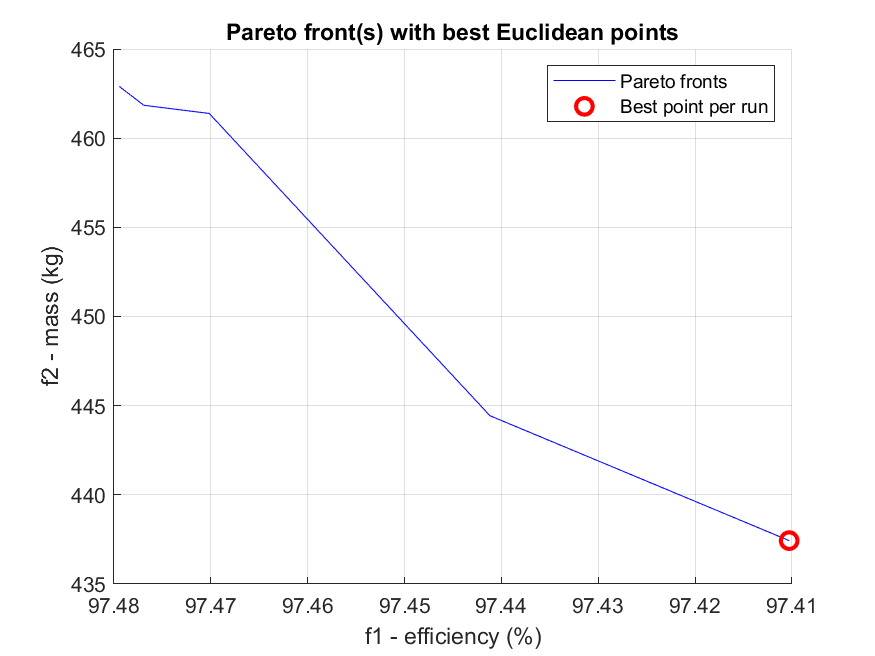 Pareto front(s) with best Euclidean points
Pareto fronts
Best point per run
465
460
455
450
445
440
435
f2 - mass (kg)
97.48 97.47 97.46 97.45 97.44 97.43 97.42 97.41
f1 - efficiency (%)